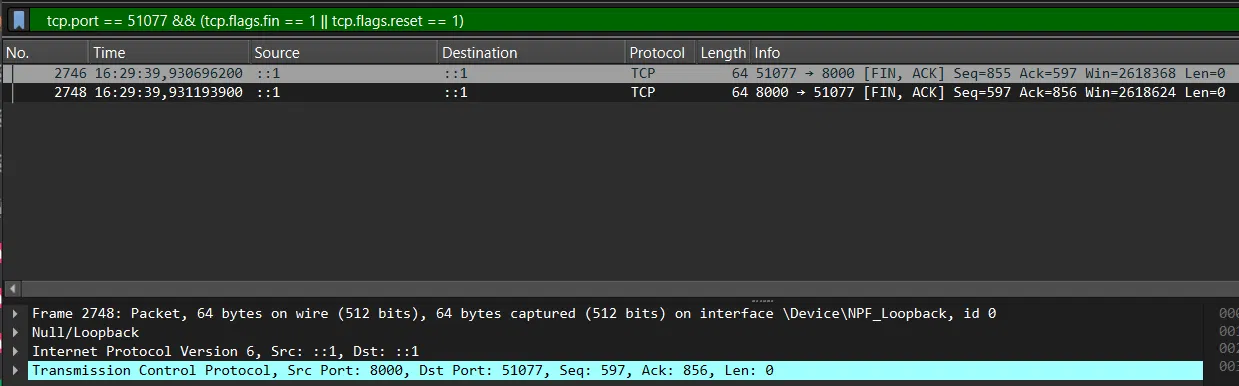 tcp.port == 51077 && (tcp.flags.fin == 1 || tcp.flags.reset == 1)
No. Time Source Destination Protocol Length Info
2746 16:29:39,930696200 ::1 ::1 TCP 64 51077 → 8000 [FIN, ACK] Seq=855 Ack=597 Win=2618368 Len=0
2748 16:29:39,931193900 ::1 ::1 TCP 64 8000 → 51077 [FIN, ACK] Seq=597 Ack=856 Win=2618624 Len=0
Frame 2748: Packet, 64 bytes on wire (512 bits), 64 bytes captured (512 bits) on interface \Device\NPF_Loopback, id 0
Null/Loopback
Internet Protocol Version 6, Src: ::1, Dst: ::1
Transmission Control Protocol, Src Port: 8000, Dst Port: 51077, Seq: 597, Ack: 856, Len: 0